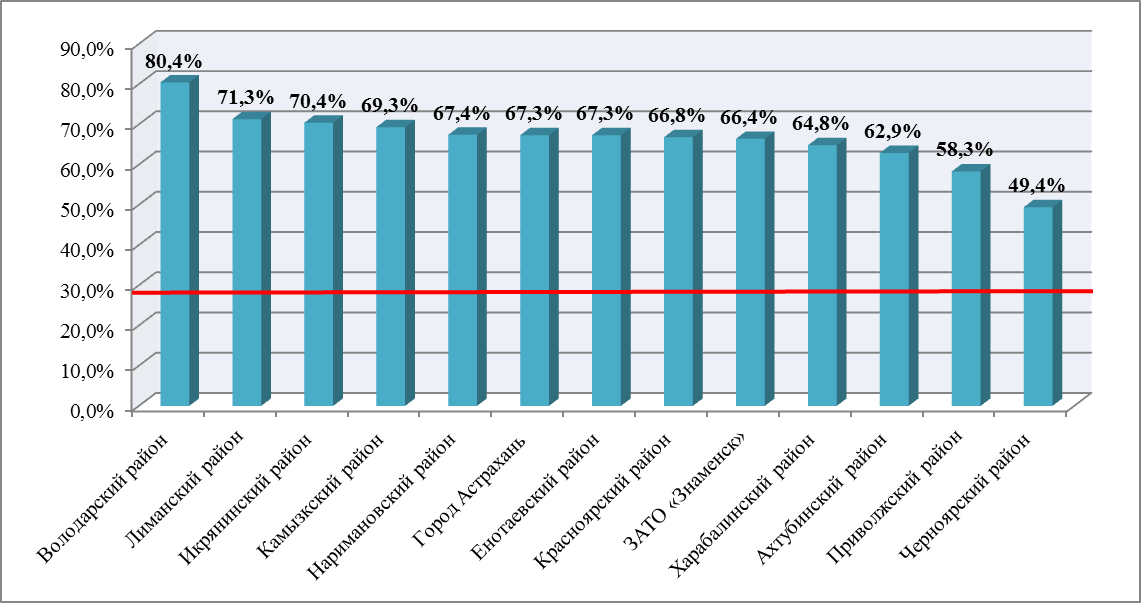 90,0%
80,0%
70,0%
60,0%
50,0%
40,0%
30,0%
20,0%
10,0%
0,0%
80,4%
71,3%
70,4%
69,3%
67,4%
67,3%
67,3%
66,8%
66,4%
64,8%
62,9%
58,3%
49,4%
Володарский район
Лиманский район
Икрянинский район
Камызкский район
Наримановский район
Город Астрахань
Енотаевский район
Красноярский район
ЗАТО «Знаменск»
Харабалинский район
Ахтубинский район
Приволжский район
Черноярский район